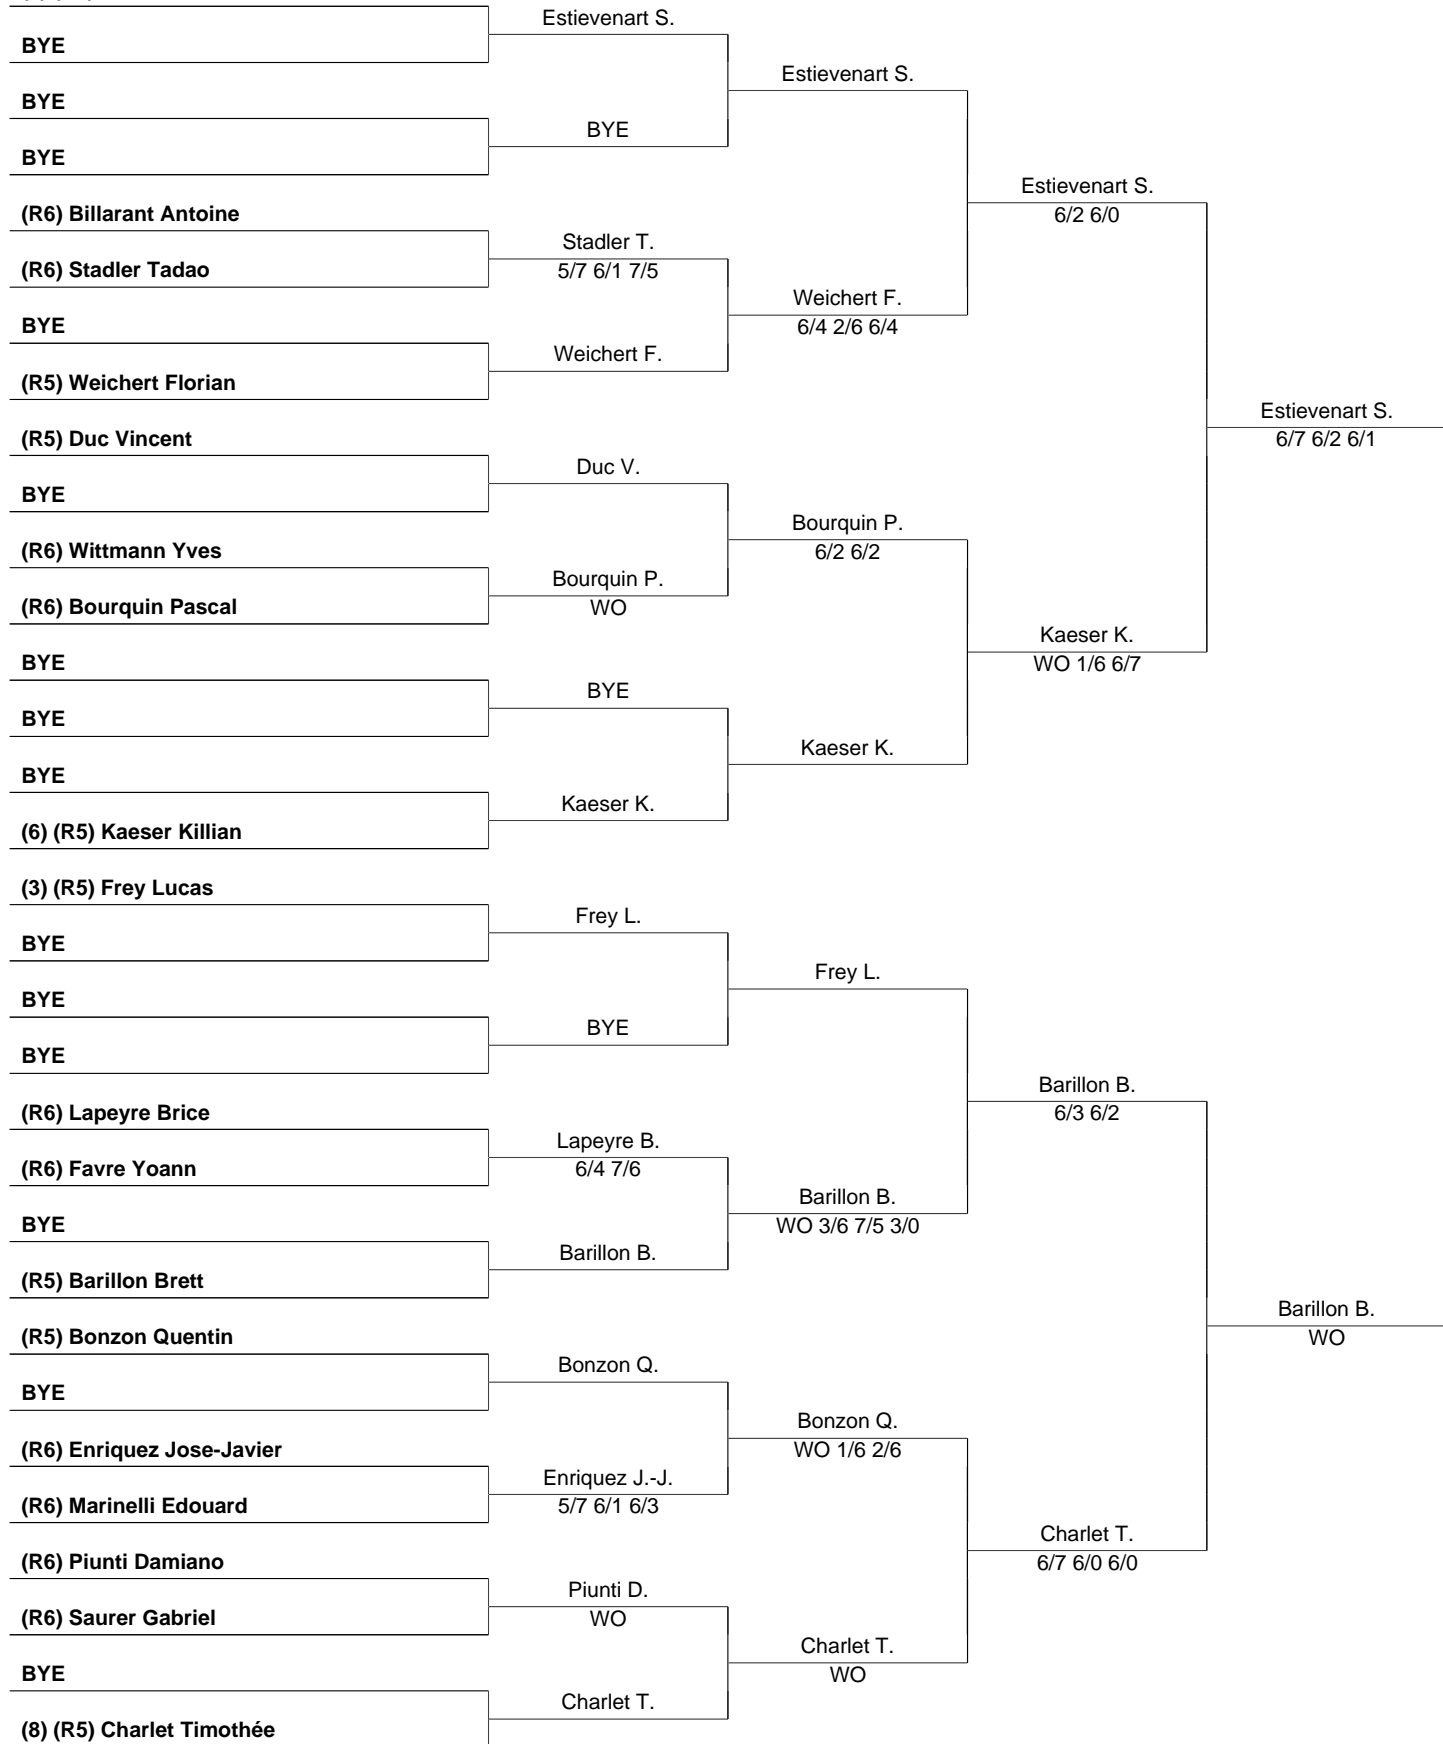 BYE
BYE
BYE
(R6) Billarant Antoine
(R6) Stadler Tadao
BYE
(R5) Weichert Florian
(R5) Duc Vincent
BYE
(R6) Wittmann Yves
(R6) Bourquin Pascal
BYE
BYE
BYE
(6) (R5) Kaeser Killian
(3) (R5) Frey Lucas
BYE
BYE
BYE
(R6) Lapeyre Brice
(R6) Favre Yoann
BYE
(R5) Barillon Brett
(R5) Bonzon Quentin
BYE
(R6) Enriquez Jose-Javier
(R6) Marinelli Edouard
(R6) Piunti Damiano
(R6) Saurer Gabriel
BYE
(8) (R5) Charlet Timothée
Estievenart S.
BYE
Stadler T.
5/7 6/1 7/5
Weichert F.
Duc V.
Bourquin P.
WO
BYE
Kaeser K.
Frey L.
BYE
Lapeyre B.
6/4 7/6
Barillon B.
Bonzon Q.
Enriquez J.-J.
5/7 6/1 6/3
Piunti D.
WO
Charlet T.
Estievenart S.
Weichert F.
6/4 2/6 6/4
Bourquin P.
6/2 6/2
Kaeser K.
Frey L.
Barillon B.
WO 3/6 7/5 3/0
Bonzon Q.
WO 1/6 2/6
Charlet T.
WO
Estievenart S.
6/2 6/0
Kaeser K.
WO 1/6 6/7
Barillon B.
6/3 6/2
Charlet T.
6/7 6/0 6/0
Estievenart S.
6/7 6/2 6/1
Barillon B.
WO